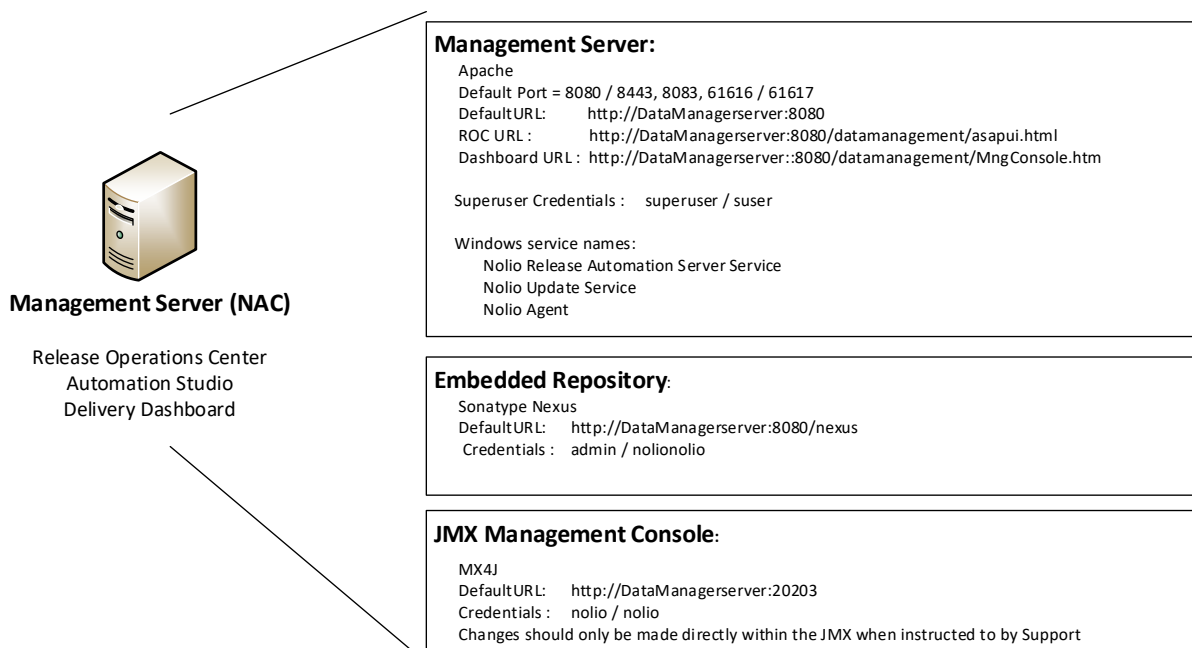 Management Server (NAC)
Release Operations Center
Automation Studio
Delivery Dashboard
Management Server:
Apache
Default Port = 8080 / 8443, 8083, 61616 / 61617
DefaultURL: http://DataManagerserver:8080
ROC URL : http://DataManagerserver:8080/datamanagement/asapui.html
Dashboard URL : http://DataManagerserver::8080/datamanagement/MngConsole.htm
Superuser Credentials : superuser / suser
Windows service names:
Nolio Release Automation Server Service
Nolio Update Service
Nolio Agent
Embedded Repository:
Sonatype Nexus
DefaultURL: http://DataManagerserver:8080/nexus
Credentials : admin / nolionolio
JMX Management Console:
MX4J
DefaultURL: http://DataManagerserver:20203
Credentials : nolio / nolio
Changes should only be made directly within the JMX when instructed to by Support